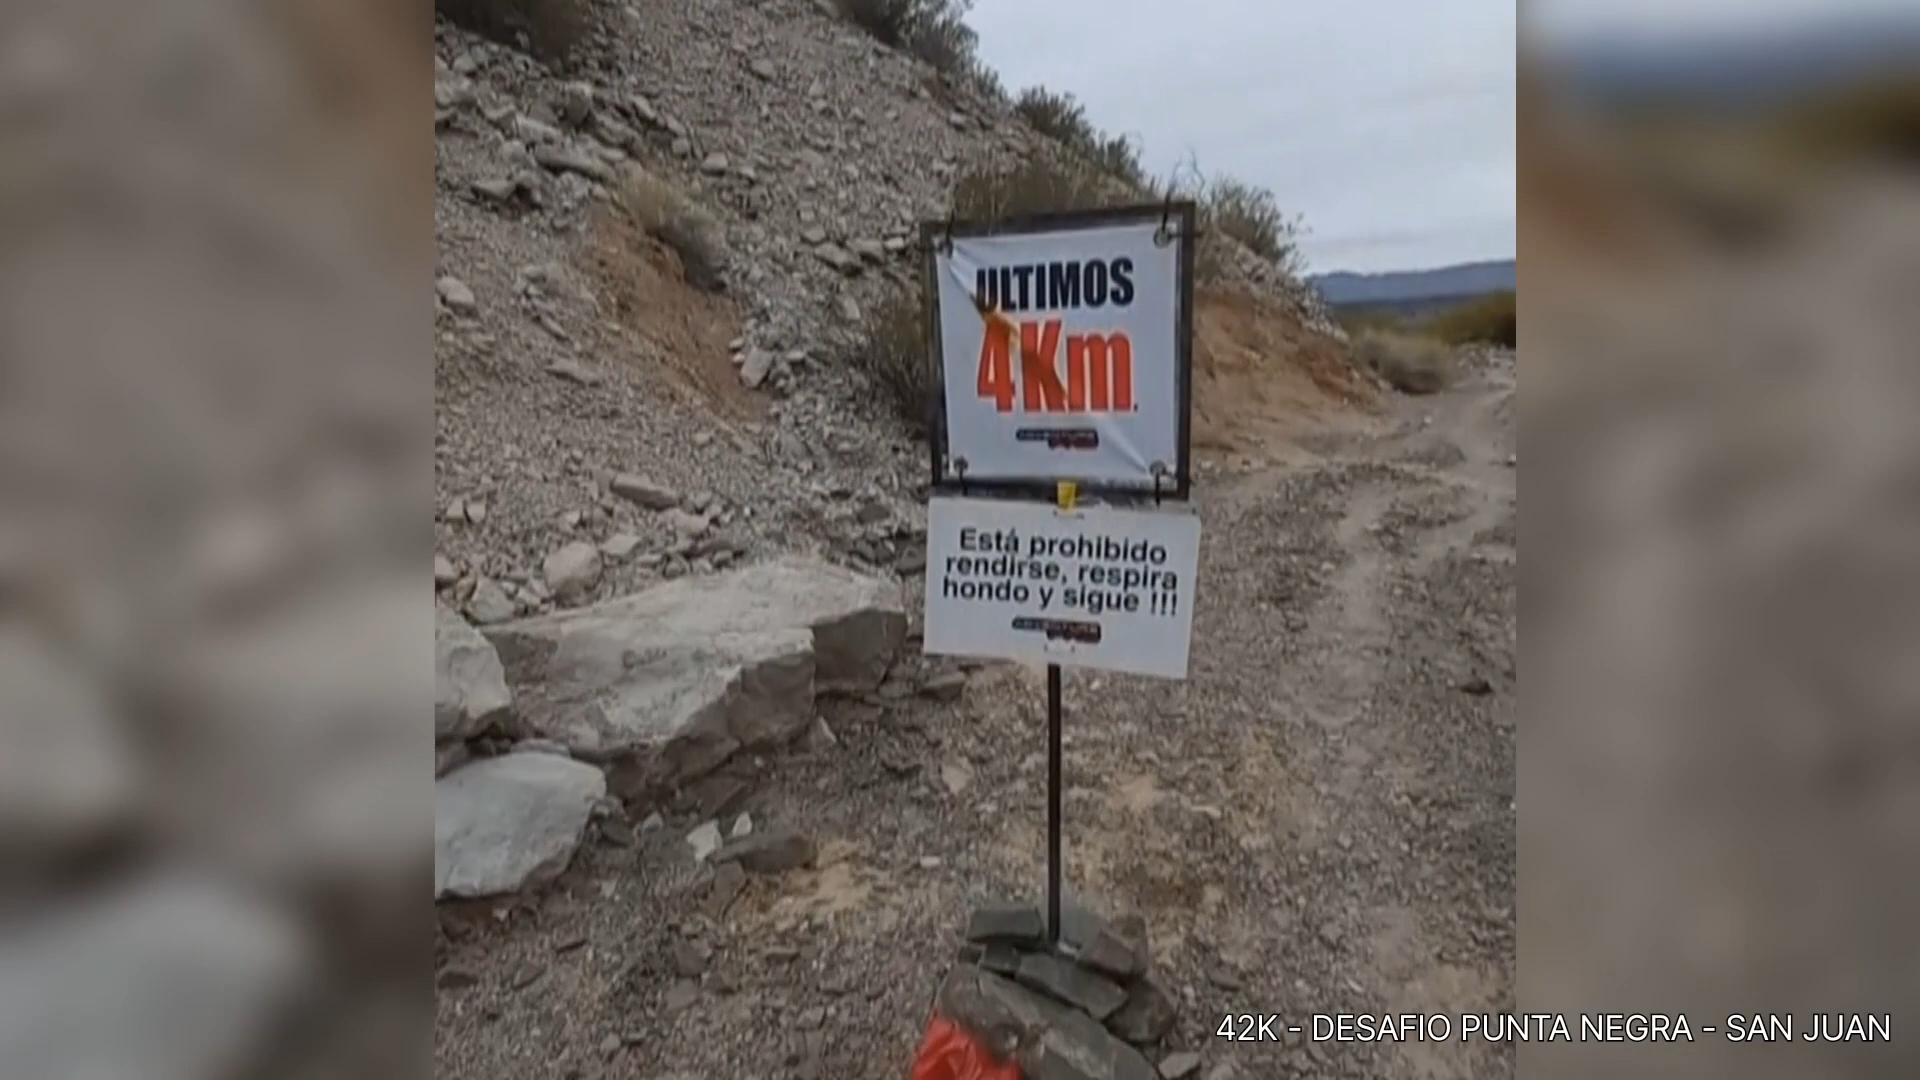 ULTIMOS
4Km.
Está prohibido
rendirse, respira
hondo y sigue !!!
42K - DESAFIO PUNTA NEGRA - SAN JUAN